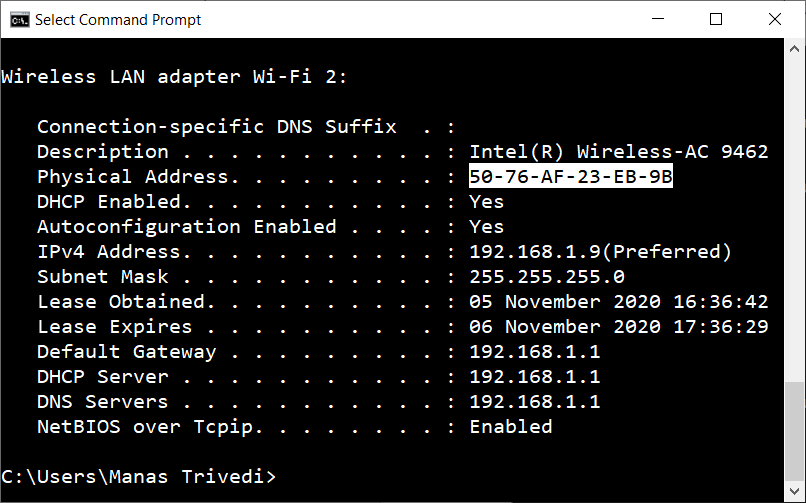 Select Command Prompt
Wireless LAN adapter Wi-Fi 2:
Connection-specific DNS Suffix  . :
Description . . . . . . . . . . . : Intel(R) Wireless-AC 9462
Physical Address. . . . . . . . . : 50-76-AF-23-EB-9B
DHCP Enabled. . . . . . . . . . . : Yes
Autoconfiguration Enabled . . . . : Yes
IPv4 Address. . . . . . . . . . . : 192.168.1.9(Preferred)
Subnet Mask . . . . . . . . . . . : 255.255.255.0
Lease Obtained. . . . . . . . . . : 05 November 2020 16:36:42
Lease Expires . . . . . . . . . . : 06 November 2020 17:36:29
Default Gateway . . . . . . . . . : 192.168.1.1
DHCP Server . . . . . . . . . . . : 192.168.1.1
DNS Servers . . . . . . . . . . . : 192.168.1.1
NetBIOS over Tcpip. . . . . . . . : Enabled
C:\Users\Manas Trivedi>